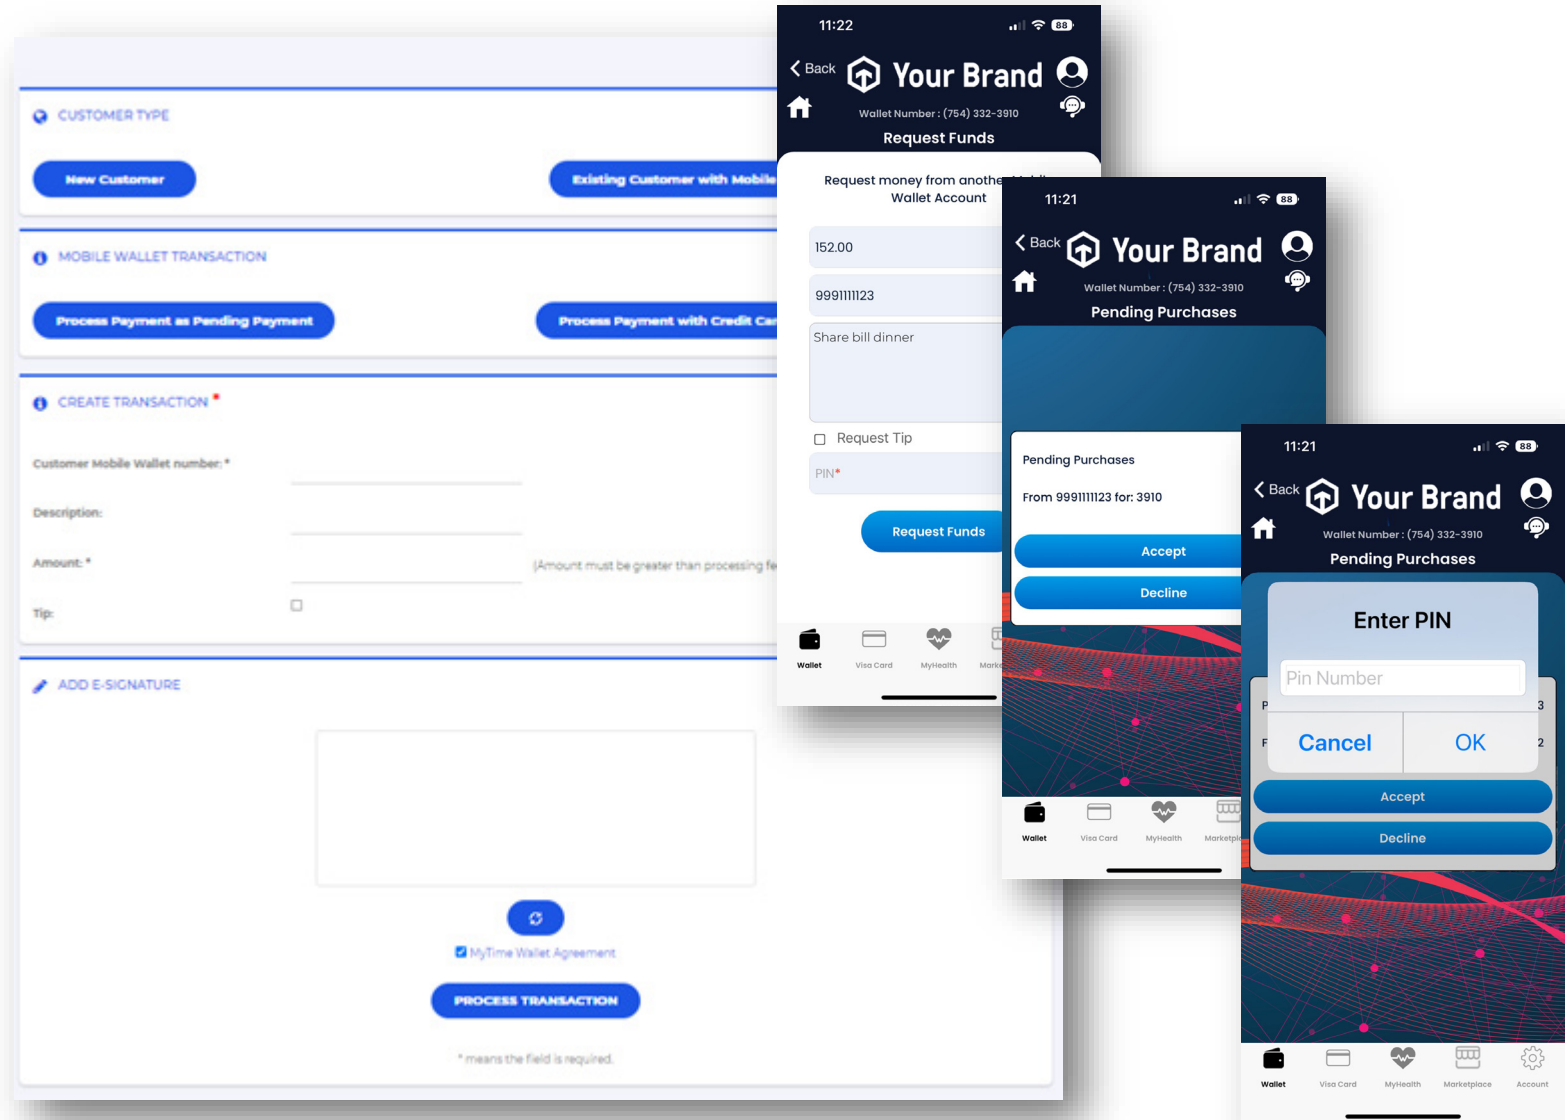 CUSTOMER TYPE
New Customer
Existing Customer with Mobile
MOBILE WALLET TRANSACTION
Process Payment as Pending Payment
Process Payment with Credit Car
CREATE TRANSACTION *
Customer Mobile Wallet number: *
Description:
Amount: *
(Amount must be greater than processing fe
Tip:
ADD E-SIGNATURE
MyTime Wallet Agreement
PROCESS TRANSACTION
* means the field is required.
11:22
88
Back
Your Brand
Wallet Number : (754) 332-3910
Request Funds
Request money from anothe
Wallet Account
152.00
9991111123
Share bill dinner
Request Tip
PIN*
Request Funds
Wallet
Visa Card
MyHealth
Mark
11:21
88
Back
Your Brand
Wallet Number : (754) 332-3910
Pending Purchases
Pending Purchases
From 9991111123 for: 3910
Accept
Decline
Wallet
Visa Card
MyHealth
Marketpl
11:21
88
Back
Your Brand
Wallet Number : (754) 332-3910
Pending Purchases
Enter PIN
Pin Number
P
3
F
2
Cancel
OK
Accept
Decline
Wallet
Visa Card
MyHealth
Marketplace
Account